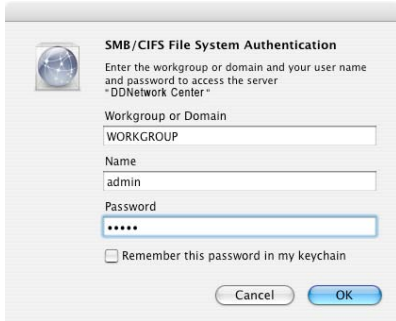 SMB/CIFS File System Authentication
Enter the workgroup or domain and your user name
and password to access the server
"DDNetwork Center"
Workgroup or Domain
WORKGROUP
Name
admin
Password
•••••
Remember this password in my keychain
Cancel
OK